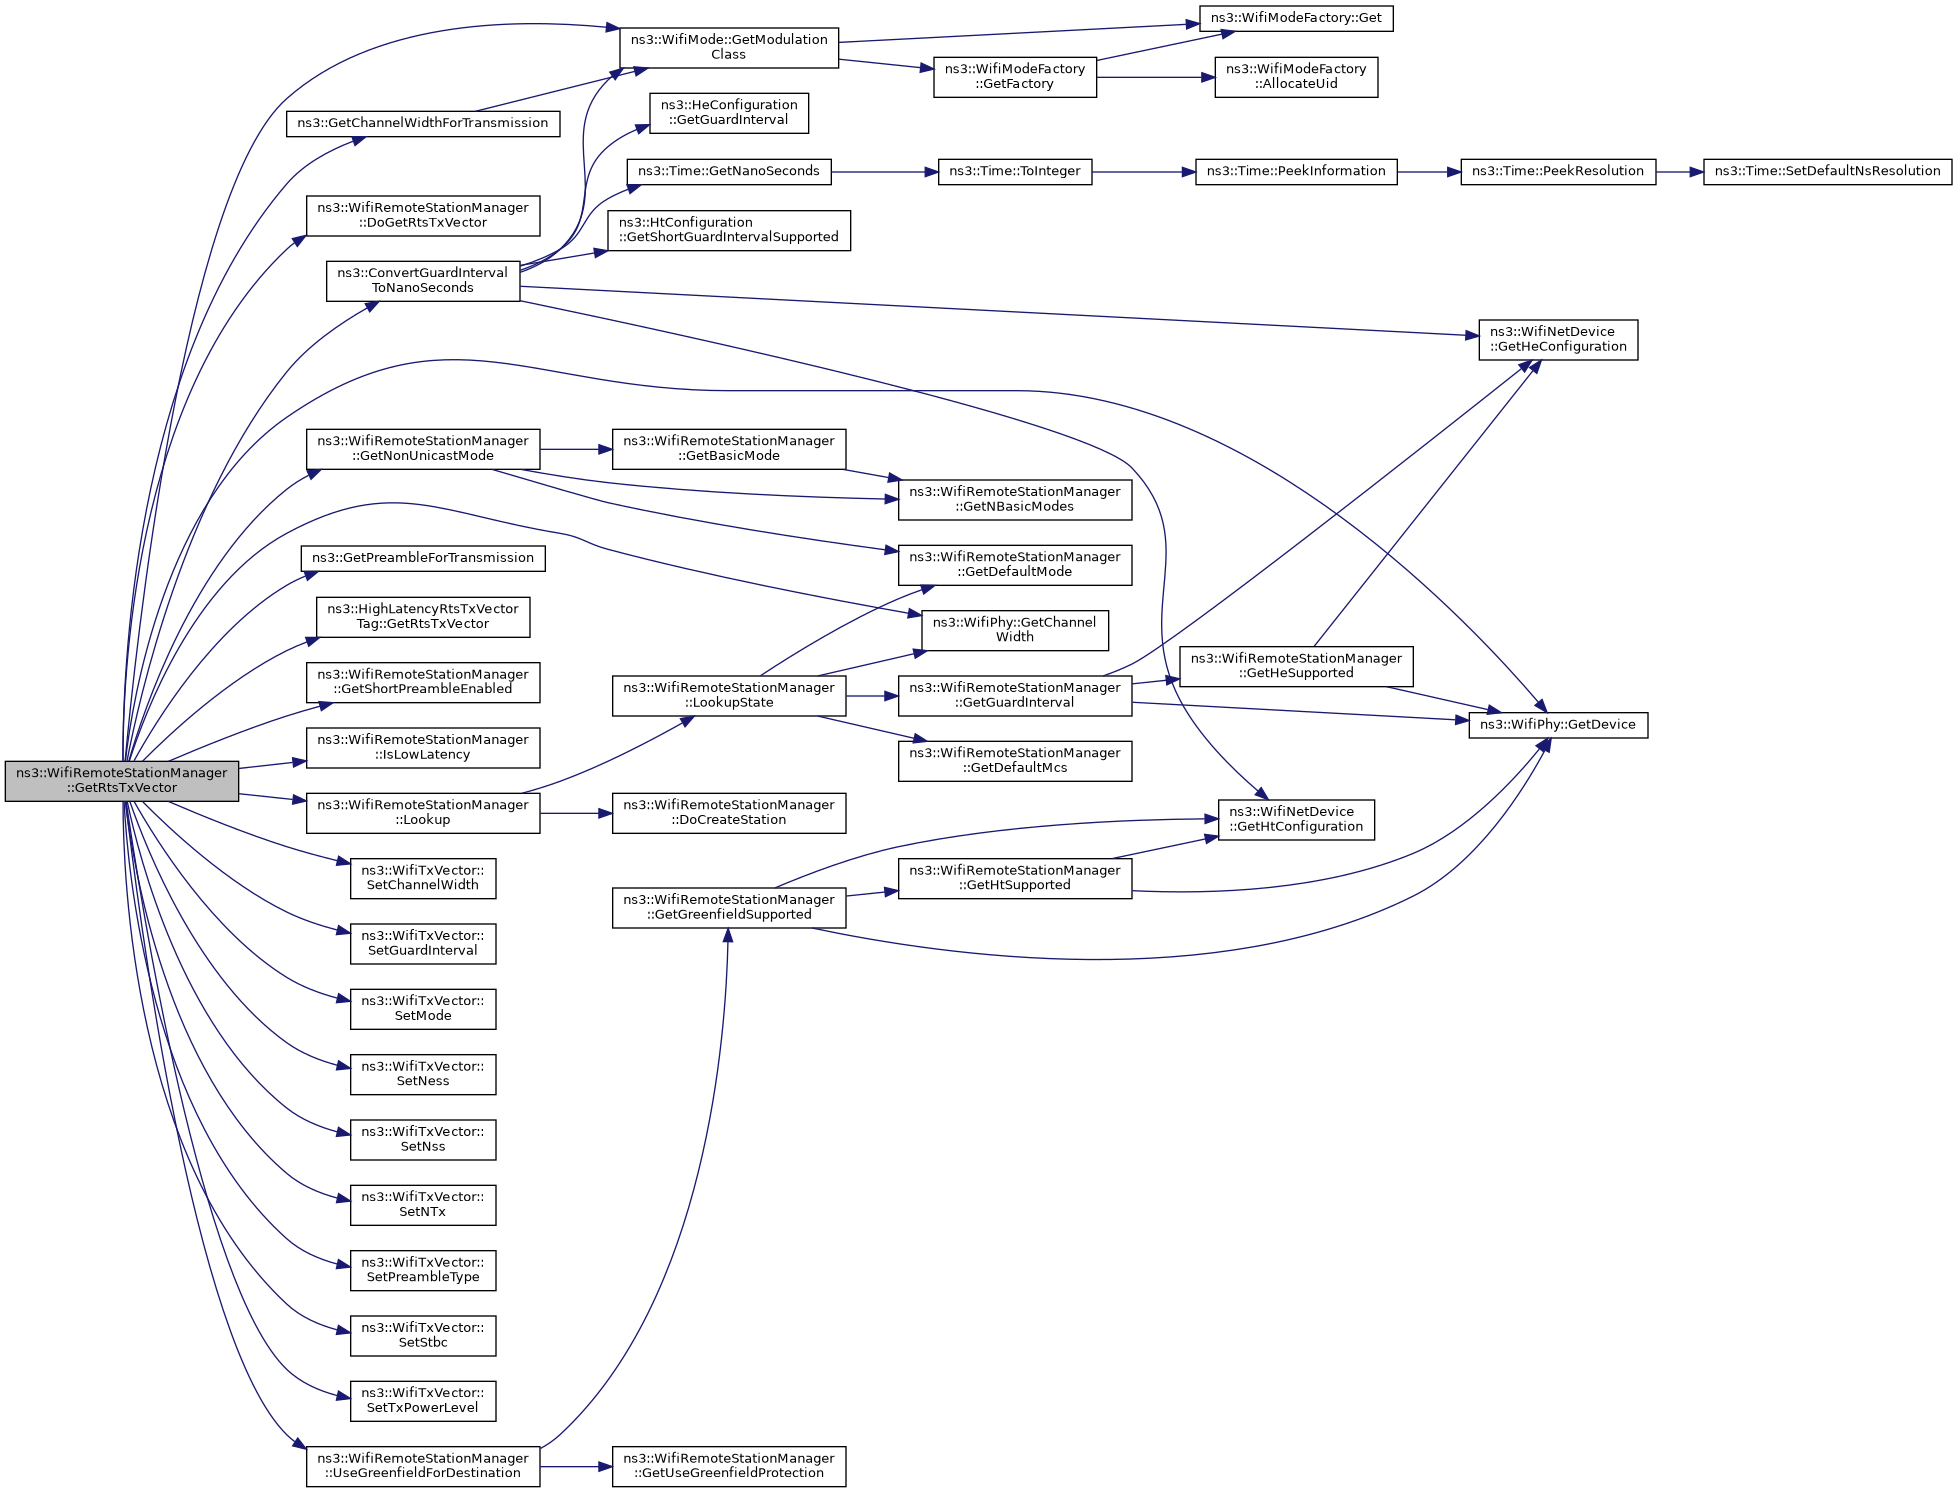 ns3::WifiRemoteStationManager
::GetRtsTxVector
ns3::WifiMode::GetModulation
Class
ns3::GetChannelWidthForTransmission
ns3::WifiRemoteStationManager
::DoGetRtsTxVector
ns3::ConvertGuardInterval
ToNanoSeconds
ns3::WifiRemoteStationManager
::GetNonUnicastMode
ns3::GetPreambleForTransmission
ns3::HighLatencyRtsTxVector
Tag::GetRtsTxVector
ns3::WifiRemoteStationManager
::GetShortPreambleEnabled
ns3::WifiRemoteStationManager
::IsLowLatency
ns3::WifiRemoteStationManager
::Lookup
ns3::WifiTxVector::
SetChannelWidth
ns3::WifiTxVector::
SetGuardInterval
ns3::WifiTxVector::
SetMode
ns3::WifiTxVector::
SetNess
ns3::WifiTxVector::
SetNss
ns3::WifiTxVector::
SetNTx
ns3::WifiTxVector::
SetPreambleType
ns3::WifiTxVector::
SetStbc
ns3::WifiTxVector::
SetTxPowerLevel
ns3::WifiRemoteStationManager
::UseGreenfieldForDestination
ns3::HeConfiguration
::GetGuardInterval
ns3::Time::GetNanoSeconds
ns3::HtConfiguration
::GetShortGuardIntervalSupported
ns3::WifiRemoteStationManager
::GetBasicMode
ns3::WifiRemoteStationManager
::LookupState
ns3::WifiRemoteStationManager
::DoCreateStation
ns3::WifiRemoteStationManager
::GetGreenfieldSupported
ns3::WifiRemoteStationManager
::GetUseGreenfieldProtection
ns3::WifiModeFactory
::GetFactory
ns3::Time::ToInteger
ns3::WifiRemoteStationManager
::GetNBasicModes
ns3::WifiRemoteStationManager
::GetDefaultMode
ns3::WifiPhy::GetChannel
Width
ns3::WifiRemoteStationManager
::GetGuardInterval
ns3::WifiRemoteStationManager
::GetDefaultMcs
ns3::WifiRemoteStationManager
::GetHtSupported
ns3::WifiModeFactory::Get
ns3::WifiModeFactory
::AllocateUid
ns3::Time::PeekInformation
ns3::WifiRemoteStationManager
::GetHeSupported
ns3::WifiNetDevice
::GetHtConfiguration
ns3::Time::PeekResolution
ns3::WifiNetDevice
::GetHeConfiguration
ns3::WifiPhy::GetDevice
ns3::Time::SetDefaultNsResolution